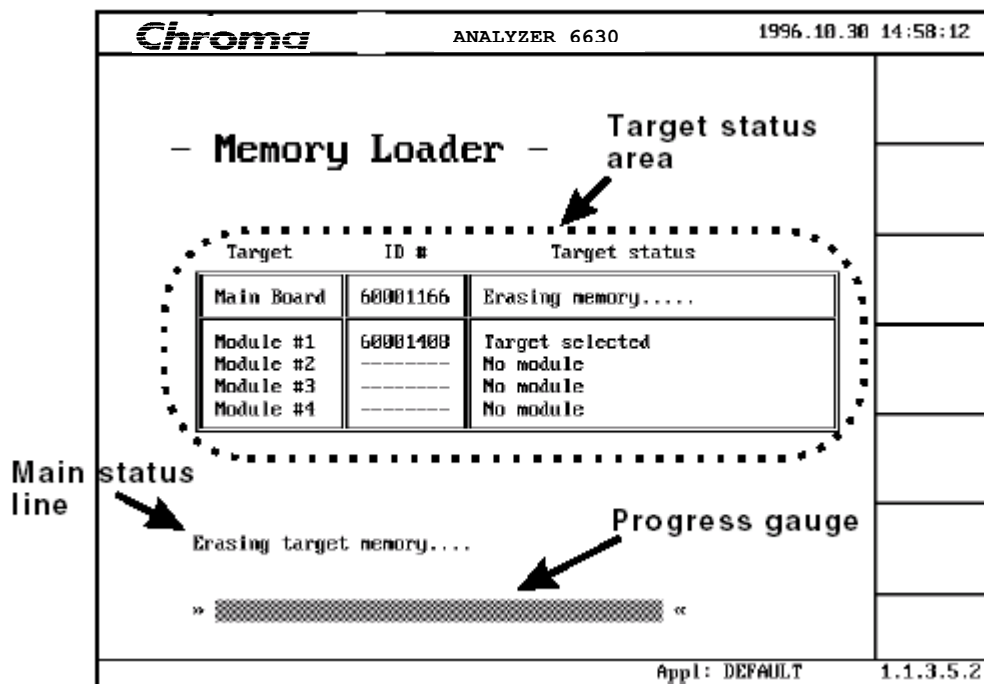 Chroma ANALYZER 6630 1996.10.30 14:58:12
- Memory Loader -
Target status
area
Target ID # Target status
Main Board 60001166 Erasing memory.....
Module #1 60001408 Target selected
Module #2 -------- No module
Module #3 -------- No module
Module #4 -------- No module
Main status
line
Progress gauge
Erasing target memory....
» «
Appl: DEFAULT 1.1.3.5.2